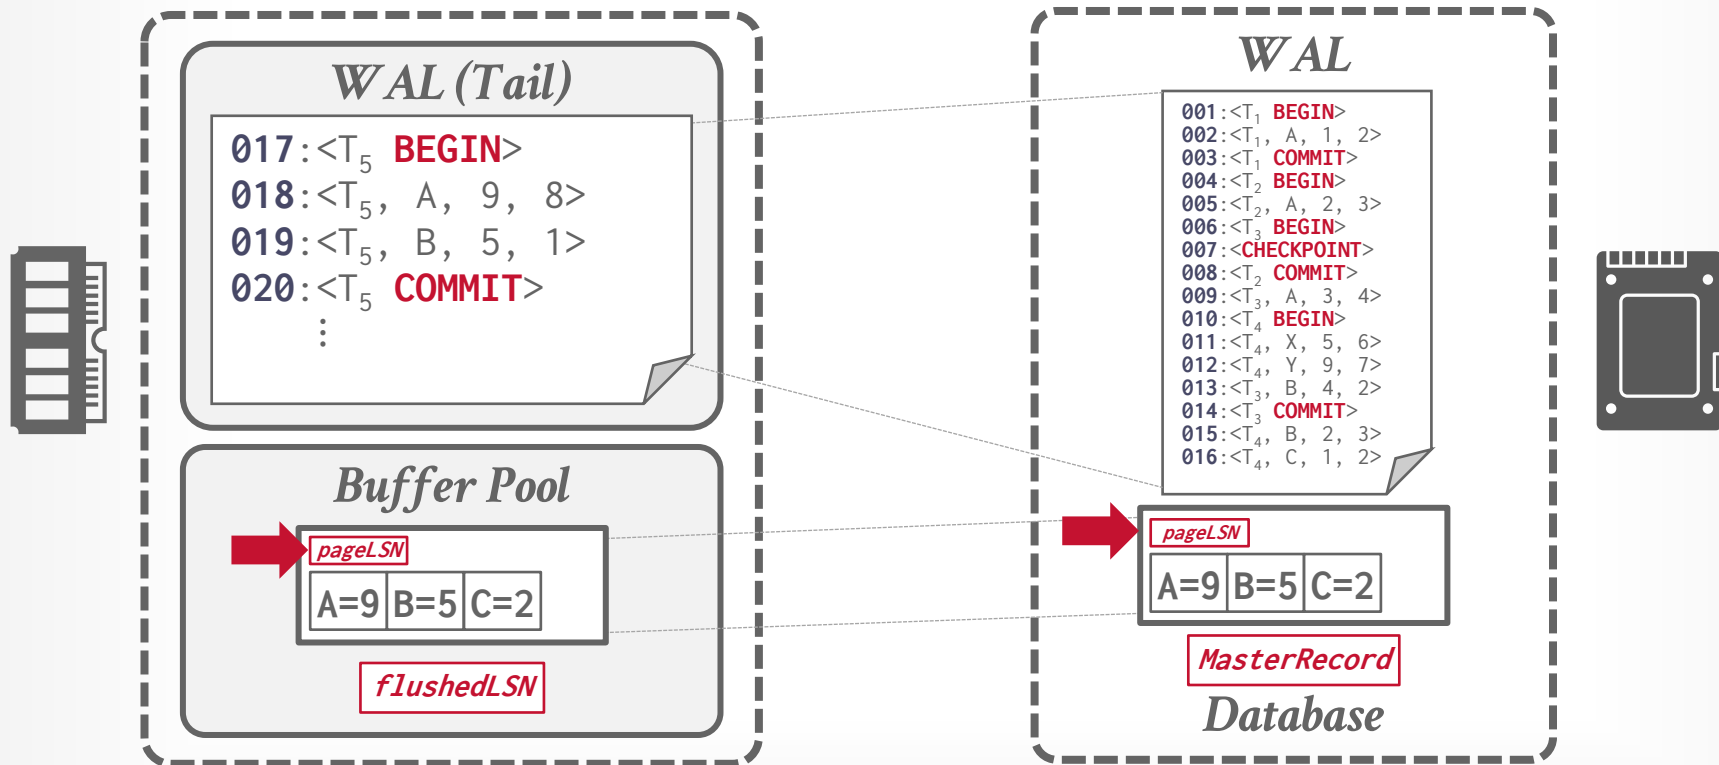 WAL (Tail)
017:<T5 BEGIN>
018:<T5, A, 9, 8>
019:<T5, B, 5, 1>
020:<T5 COMMIT>
⋮
Buffer Pool
pageLSN
A=9 B=5 C=2
flushedLSN
WAL
001:<T1 BEGIN>
002:<T1, A, 1, 2>
003:<T1 COMMIT>
004:<T2 BEGIN>
005:<T2, A, 2, 3>
006:<T3 BEGIN>
007:<CHECKPOINT>
008:<T2 COMMIT>
009:<T3, A, 3, 4>
010:<T4 BEGIN>
011:<T4, X, 5, 6>
012:<T4, Y, 9, 7>
013:<T3, B, 4, 2>
014:<T3 COMMIT>
015:<T4, B, 2, 3>
016:<T4, C, 1, 2>
pageLSN
A=9 B=5 C=2
MasterRecord
Database